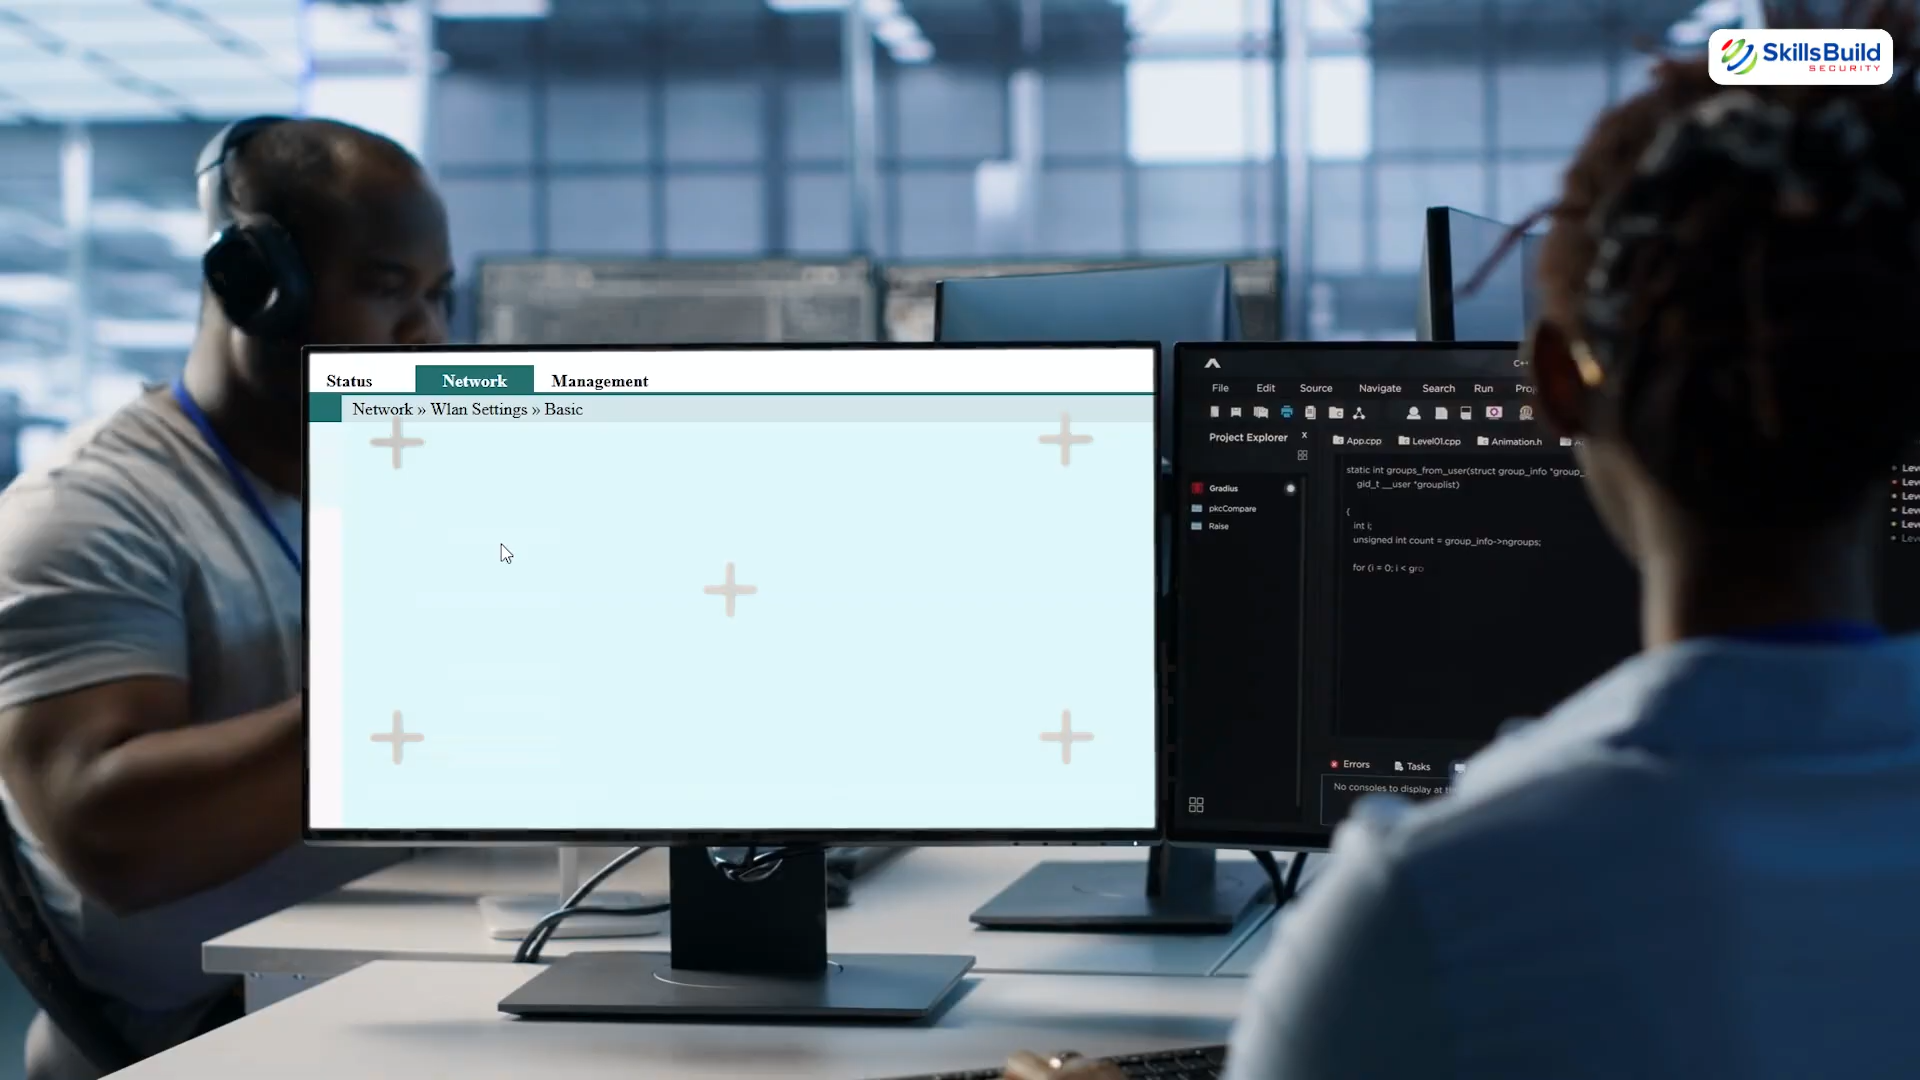 SkillsBuild
SECURITY
Status Network Management
Network » Wlan Settings » Basic
File Edit Source Navigate Search Run
Project Explorer x
App.cpp Level01.cpp Animation.h
Gradius
pkcCompare
Raise
static int groups_from_user(struct group_info *group_
gid_t __user *grouplist)
{
int i;
unsigned int count = group_info->ngroups;
for (i = 0; i < gro
Errors Tasks
No consoles to display at